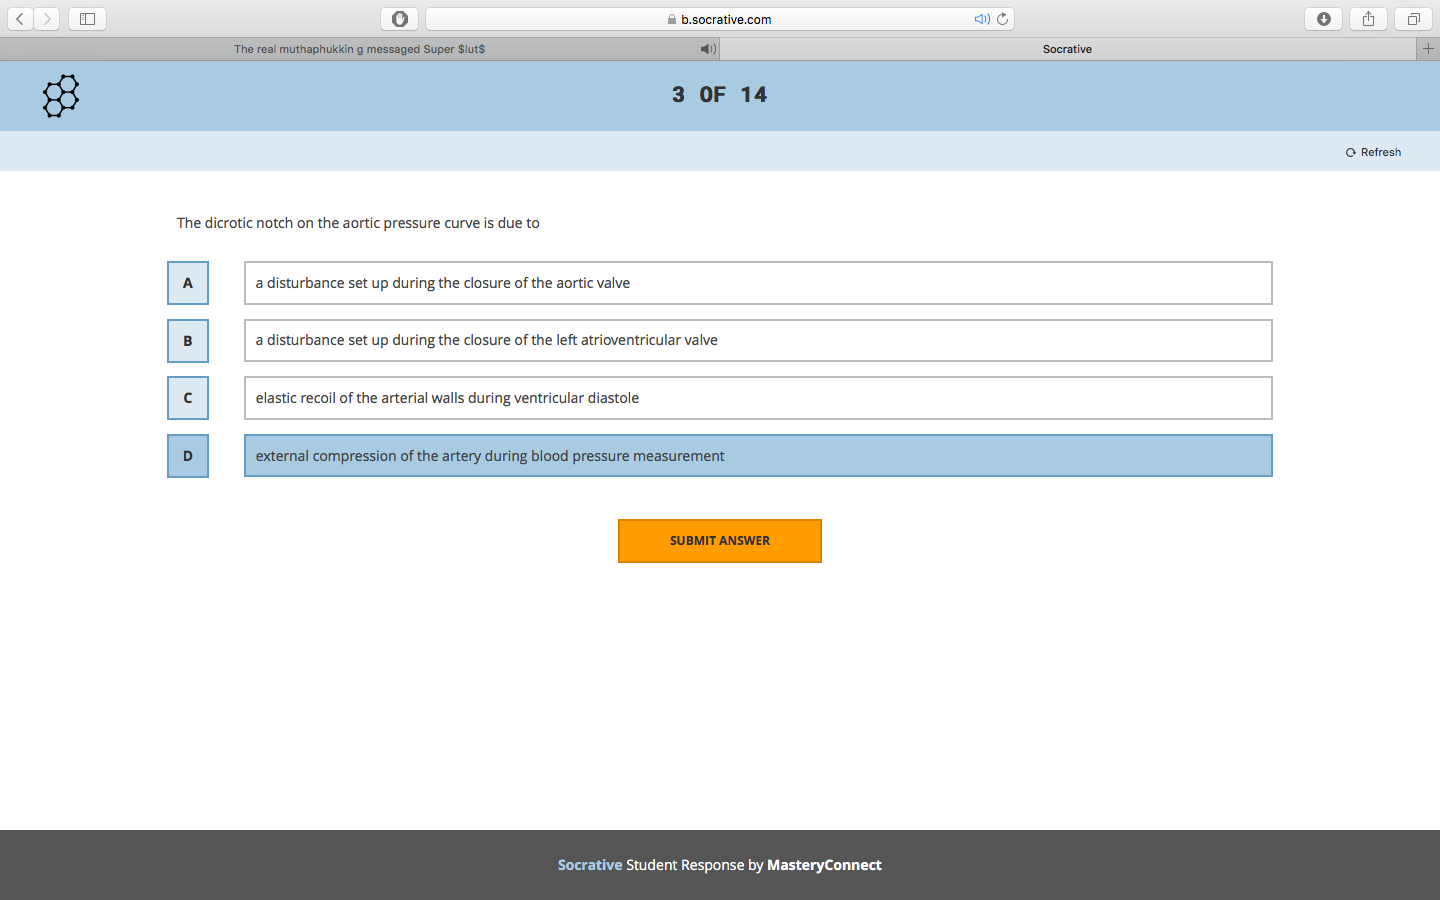 b.socrative.com
The real muthaphukkin g messaged Super $lut$
Socrative
3 OF 14
Refresh
The dicrotic notch on the aortic pressure curve is due to
A a disturbance set up during the closure of the aortic valve
B a disturbance set up during the closure of the left atrioventricular valve
C elastic recoil of the arterial walls during ventricular diastole
D external compression of the artery during blood pressure measurement
SUBMIT ANSWER
Socrative Student Response by MasteryConnect